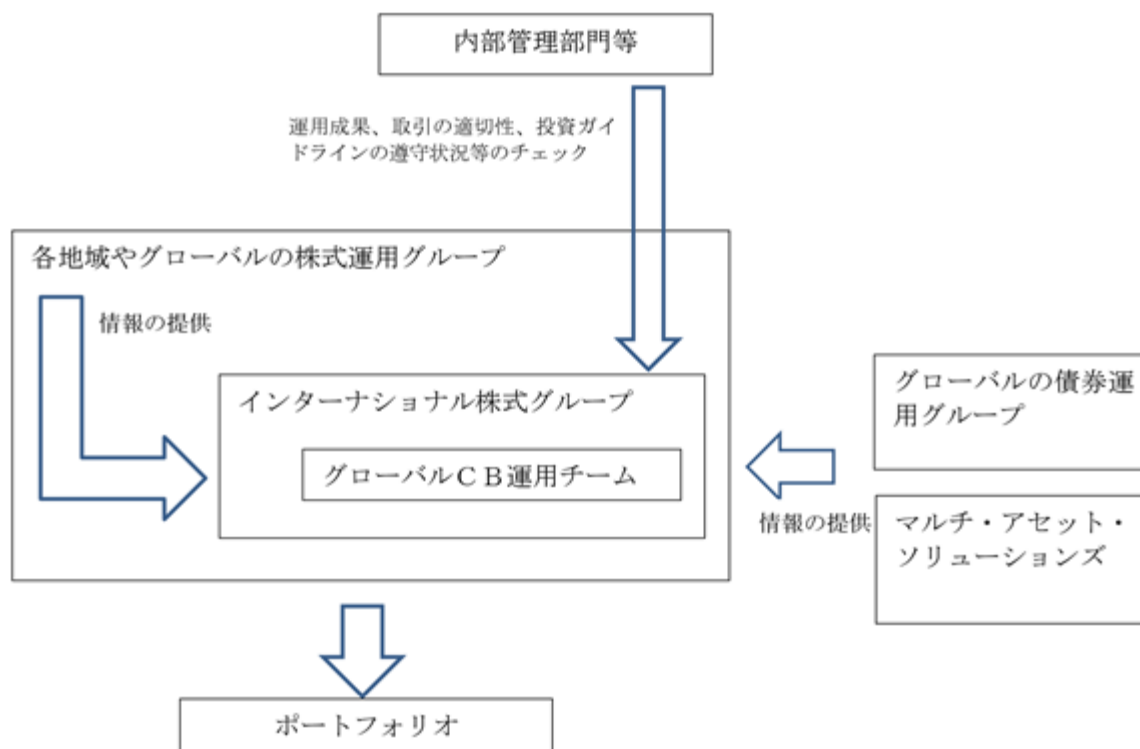 内部管理部門等
運用成果、取引の適切性、投資ガイ
ドラインの遵守状況等のチェック
各地域やグローバルの株式運用グループ
情報の提供
インターナショナル株式グループ
グローバルＣＢ運用チーム
グローバルの債券運
用グループ
情報の提供
マルチ・アセット・
ソリューションズ
ポートフォリオ